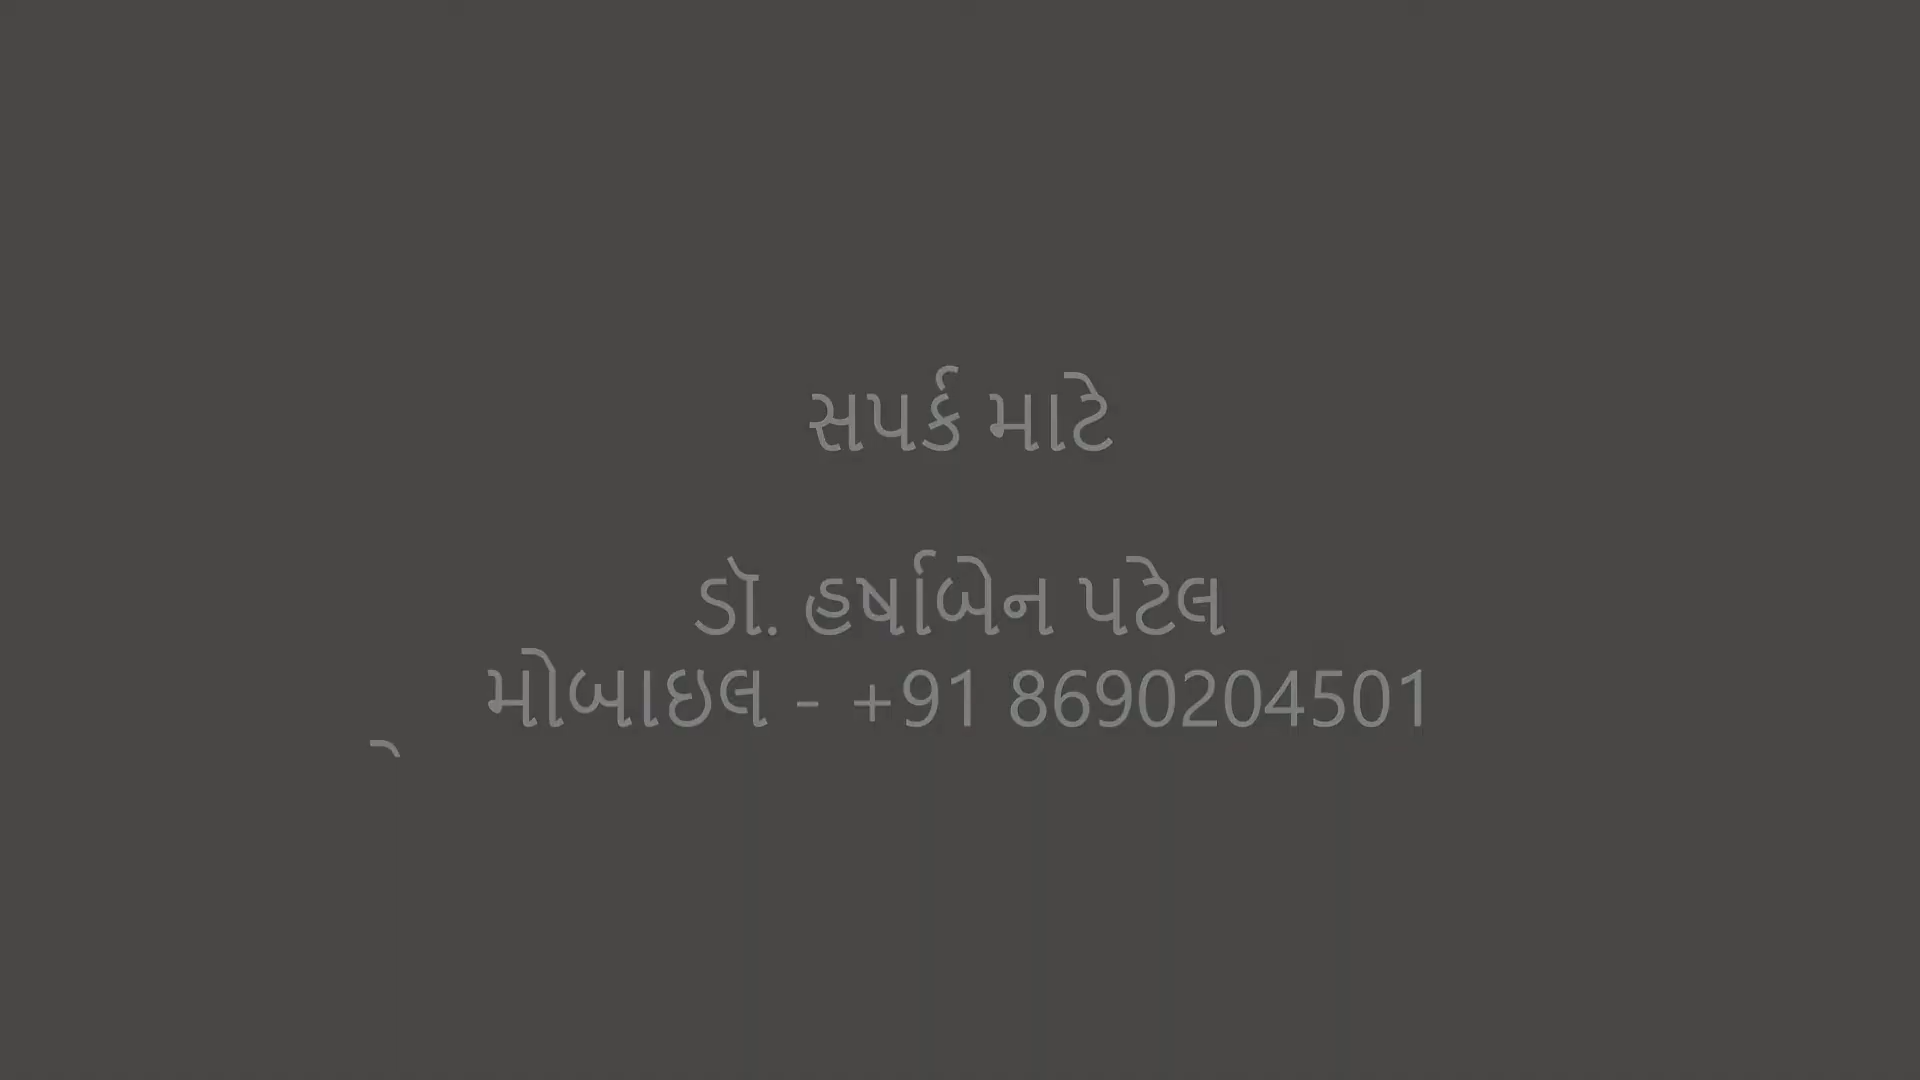 સપર્ક માટે
ડૉ. હર્ષાબેન પટેલ
મોબાઇલ - +91 8690204501